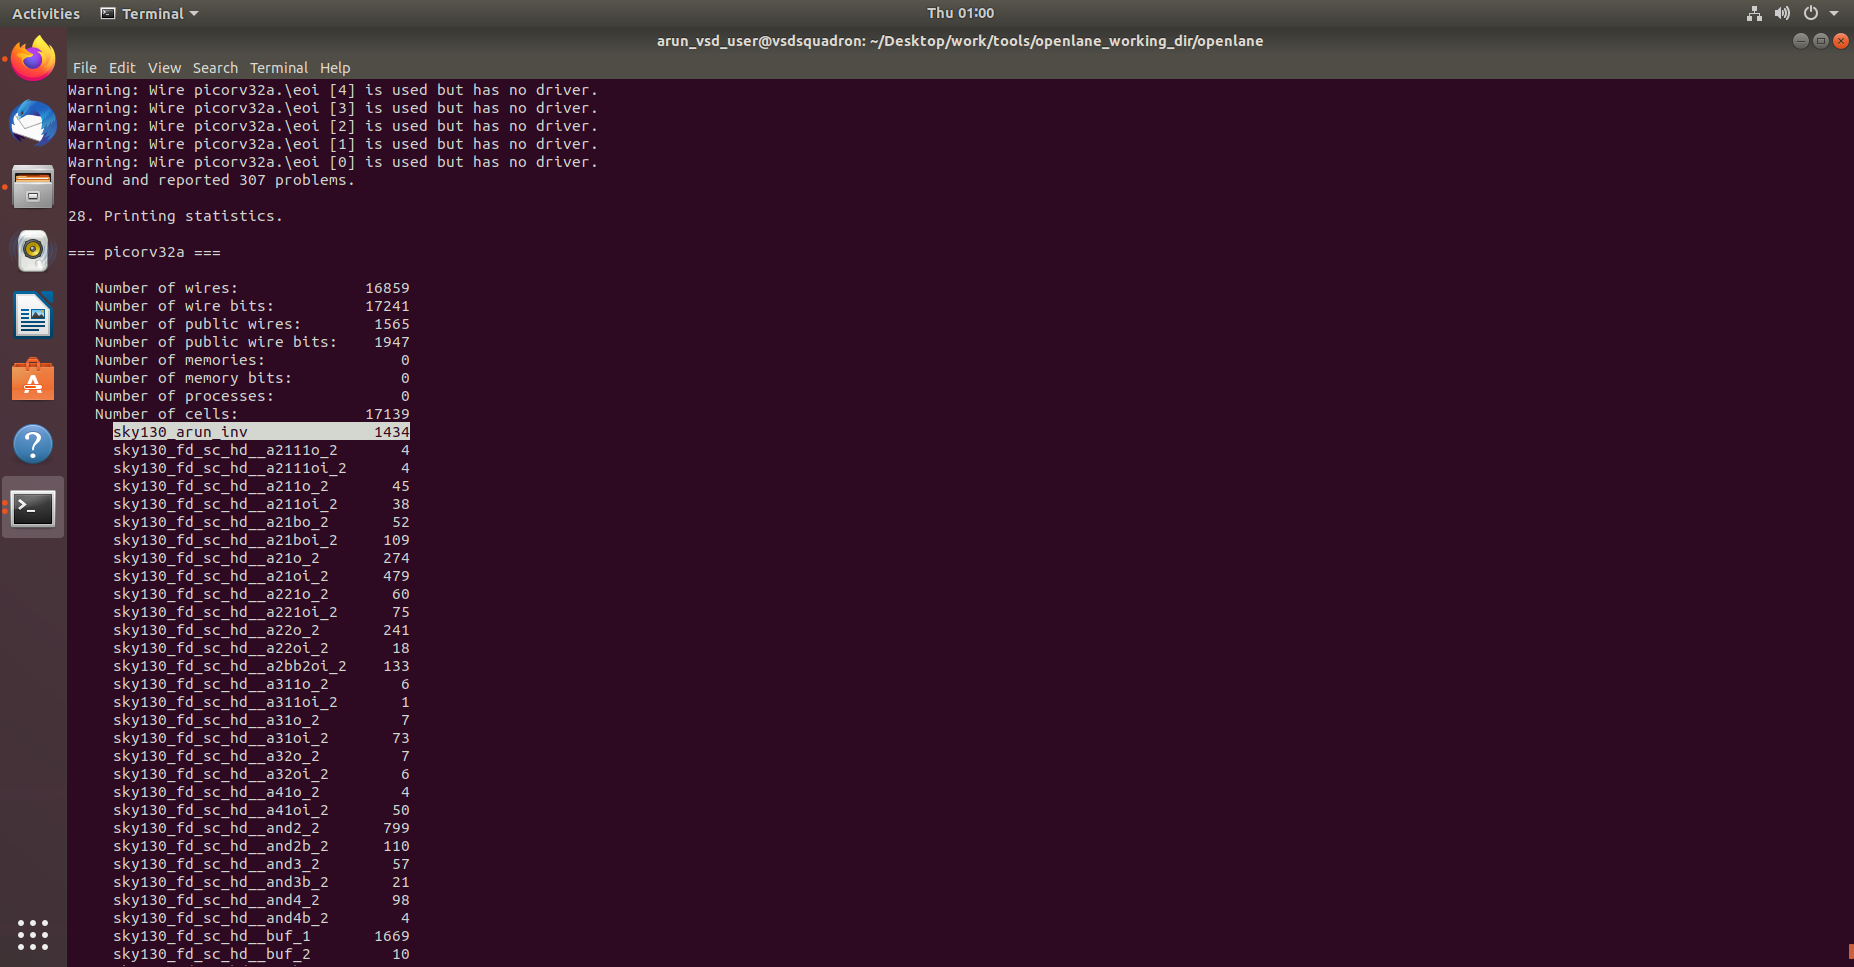 Activities Terminal Thu 01:00
arun_vsd_user@vsdsquadron: ~/Desktop/work/tools/openlane_working_dir/openlane
File Edit View Search Terminal Help
Warning: Wire picorv32a.\eoi [4] is used but has no driver.
Warning: Wire picorv32a.\eoi [3] is used but has no driver.
Warning: Wire picorv32a.\eoi [2] is used but has no driver.
Warning: Wire picorv32a.\eoi [1] is used but has no driver.
Warning: Wire picorv32a.\eoi [0] is used but has no driver.
found and reported 307 problems.
28. Printing statistics.
=== picorv32a ===
Number of wires: 16859
Number of wire bits: 17241
Number of public wires: 1565
Number of public wire bits: 1947
Number of memories: 0
Number of memory bits: 0
Number of processes: 0
Number of cells: 17139
sky130_arun_inv 1434
sky130_fd_sc_hd__a2111o_2 4
sky130_fd_sc_hd__a2111oi_2 4
sky130_fd_sc_hd__a211o_2 45
sky130_fd_sc_hd__a211oi_2 38
sky130_fd_sc_hd__a21bo_2 52
sky130_fd_sc_hd__a21boi_2 109
sky130_fd_sc_hd__a21o_2 274
sky130_fd_sc_hd__a21oi_2 479
sky130_fd_sc_hd__a221o_2 60
sky130_fd_sc_hd__a221oi_2 75
sky130_fd_sc_hd__a22o_2 241
sky130_fd_sc_hd__a22oi_2 18
sky130_fd_sc_hd__a2bb2oi_2 133
sky130_fd_sc_hd__a311o_2 6
sky130_fd_sc_hd__a311oi_2 1
sky130_fd_sc_hd__a31o_2 7
sky130_fd_sc_hd__a31oi_2 73
sky130_fd_sc_hd__a32o_2 7
sky130_fd_sc_hd__a32oi_2 6
sky130_fd_sc_hd__a41o_2 4
sky130_fd_sc_hd__a41oi_2 50
sky130_fd_sc_hd__and2_2 799
sky130_fd_sc_hd__and2b_2 110
sky130_fd_sc_hd__and3_2 57
sky130_fd_sc_hd__and3b_2 21
sky130_fd_sc_hd__and4_2 98
sky130_fd_sc_hd__and4b_2 4
sky130_fd_sc_hd__buf_1 1669
sky130_fd_sc_hd__buf_2 10